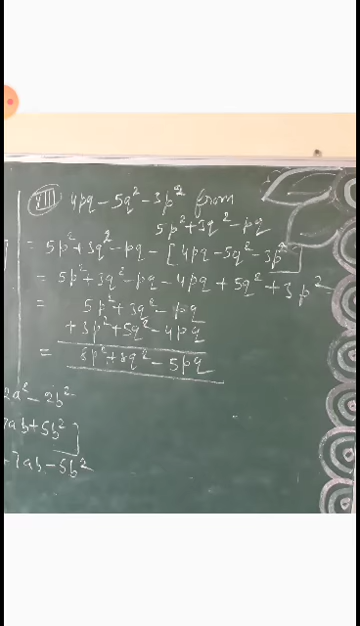 (VIII) 4pq - 5q² - 3p² from
5p² + 3q² - pq
= 5p² + 3q² - pq - [4pq - 5q² - 3p²]
= 5p² + 3q² - pq - 4pq + 5q² + 3p²
= 5p² + 3q² - pq
+ 3p² + 5q² - 4pq
= 8p² + 8q² - 5pq
2a² - 2b²
7ab + 5b²]
+ 7ab - 5b²